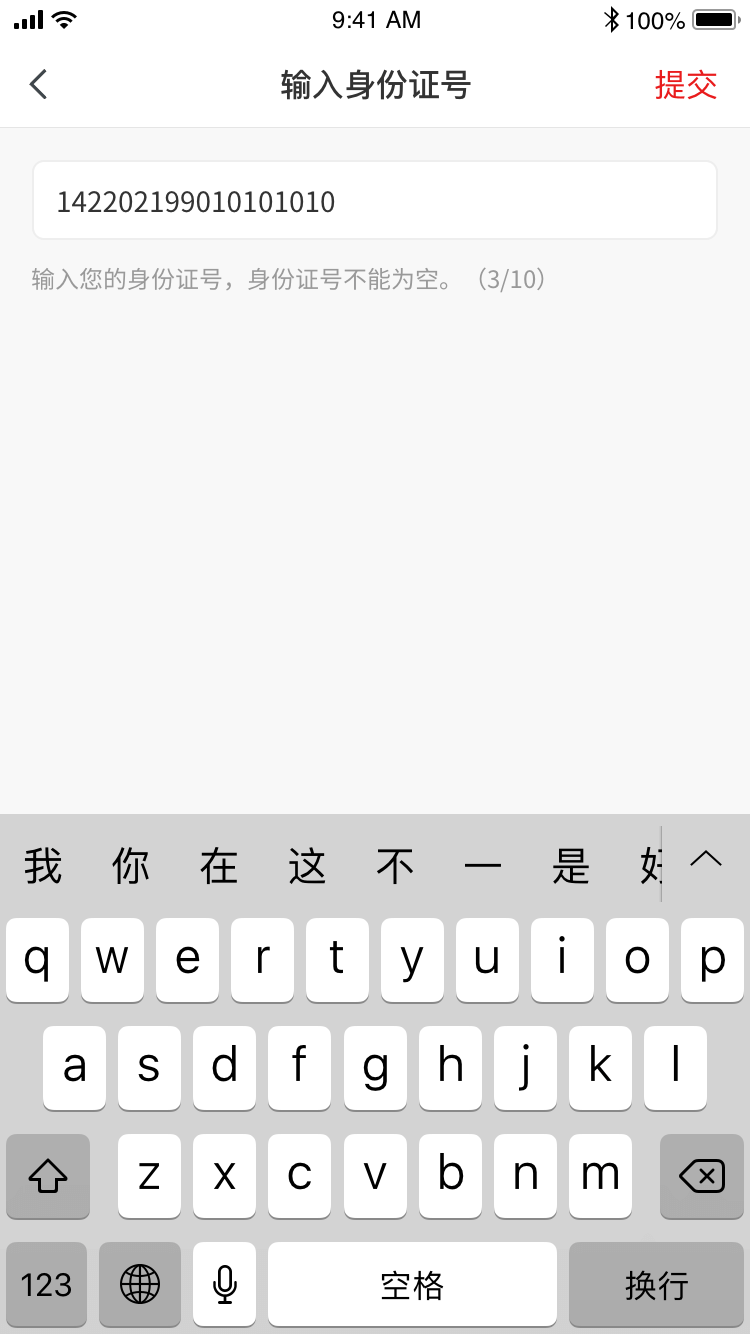 9:41 AM 100%
输入身份证号 提交
142202199010101010
输入您的身份证号，身份证号不能为空。（3/10）
我 你 在 这 不 一 是 好
q w e r t y u i o p
a s d f g h j k l
z x c v b n m
123 空格 换行